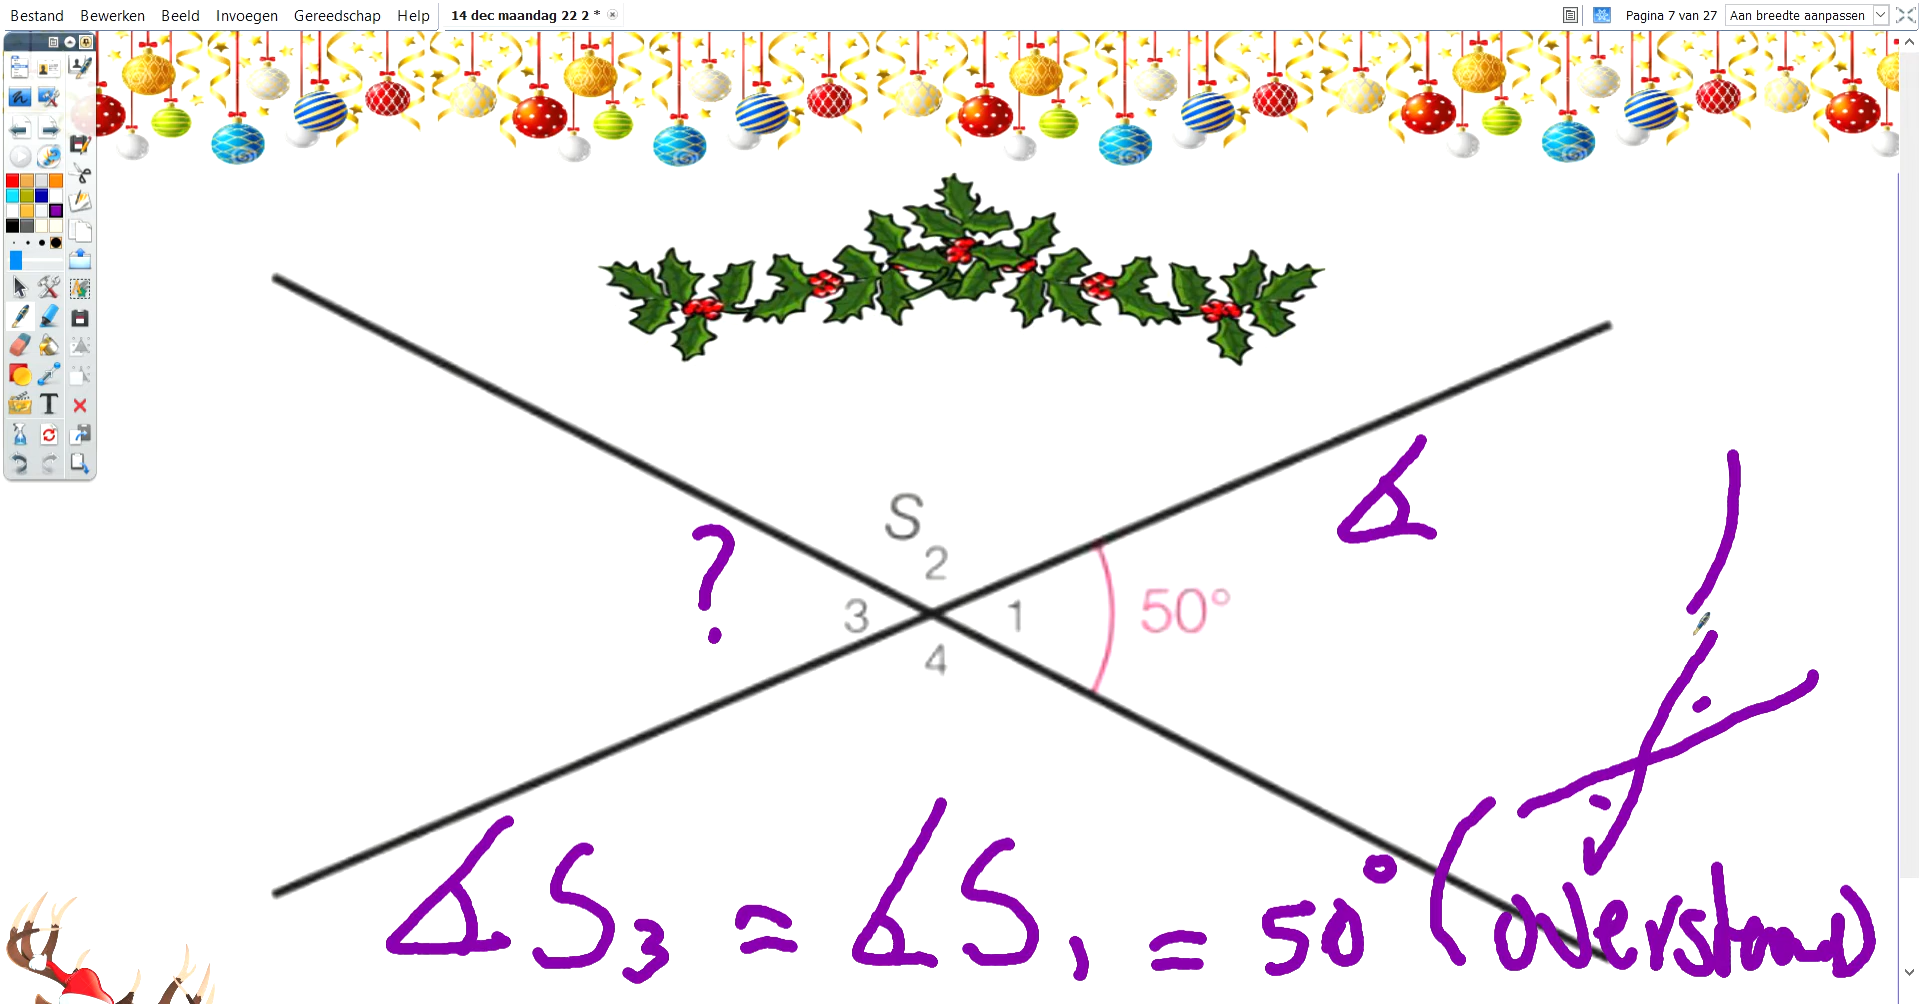 Bestand Bewerken Beeld Invoegen Gereedschap Help 14 dec maandag 22 2 * Pagina 7 van 27 Aan breedte aanpassen
S
2
?
3
1
50°
4
∡
∡S₃ = ∡S₁ = 50° (overstaand)